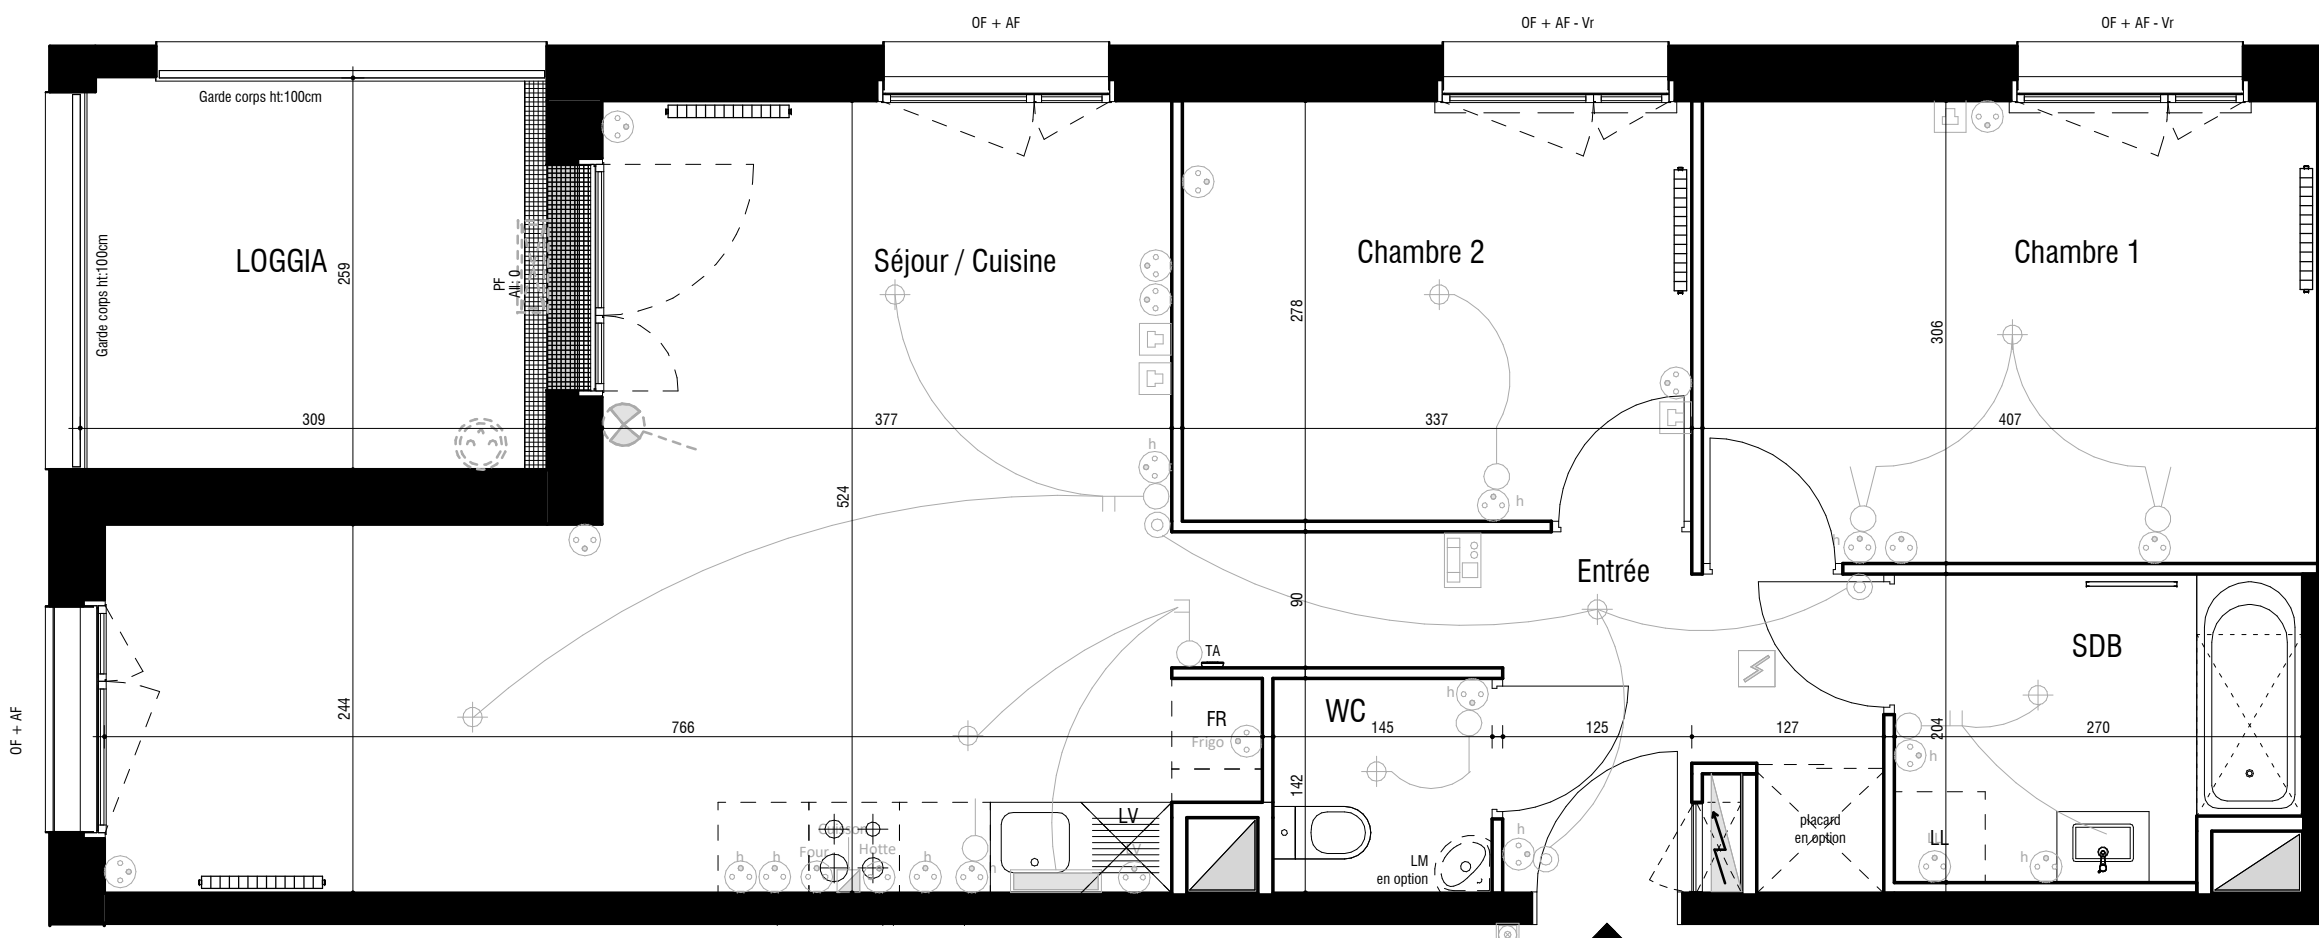 OF + AF
OF + AF - Vr
OF + AF - Vr
Garde corps ht:100cm
Garde corps ht:100cm
LOGGIA
259
PF
All: 0
Séjour / Cuisine
Chambre 2
Chambre 1
278
306
309
377
337
407
h
h
h
524
Entrée
90
TA
SDB
OF + AF
244
766
FR
Frigo
WC
h
145
125
127
204
270
h
142
LV
placard
en option
Four
Hotte
h
h
h
h
LM
en option
h
LL
h